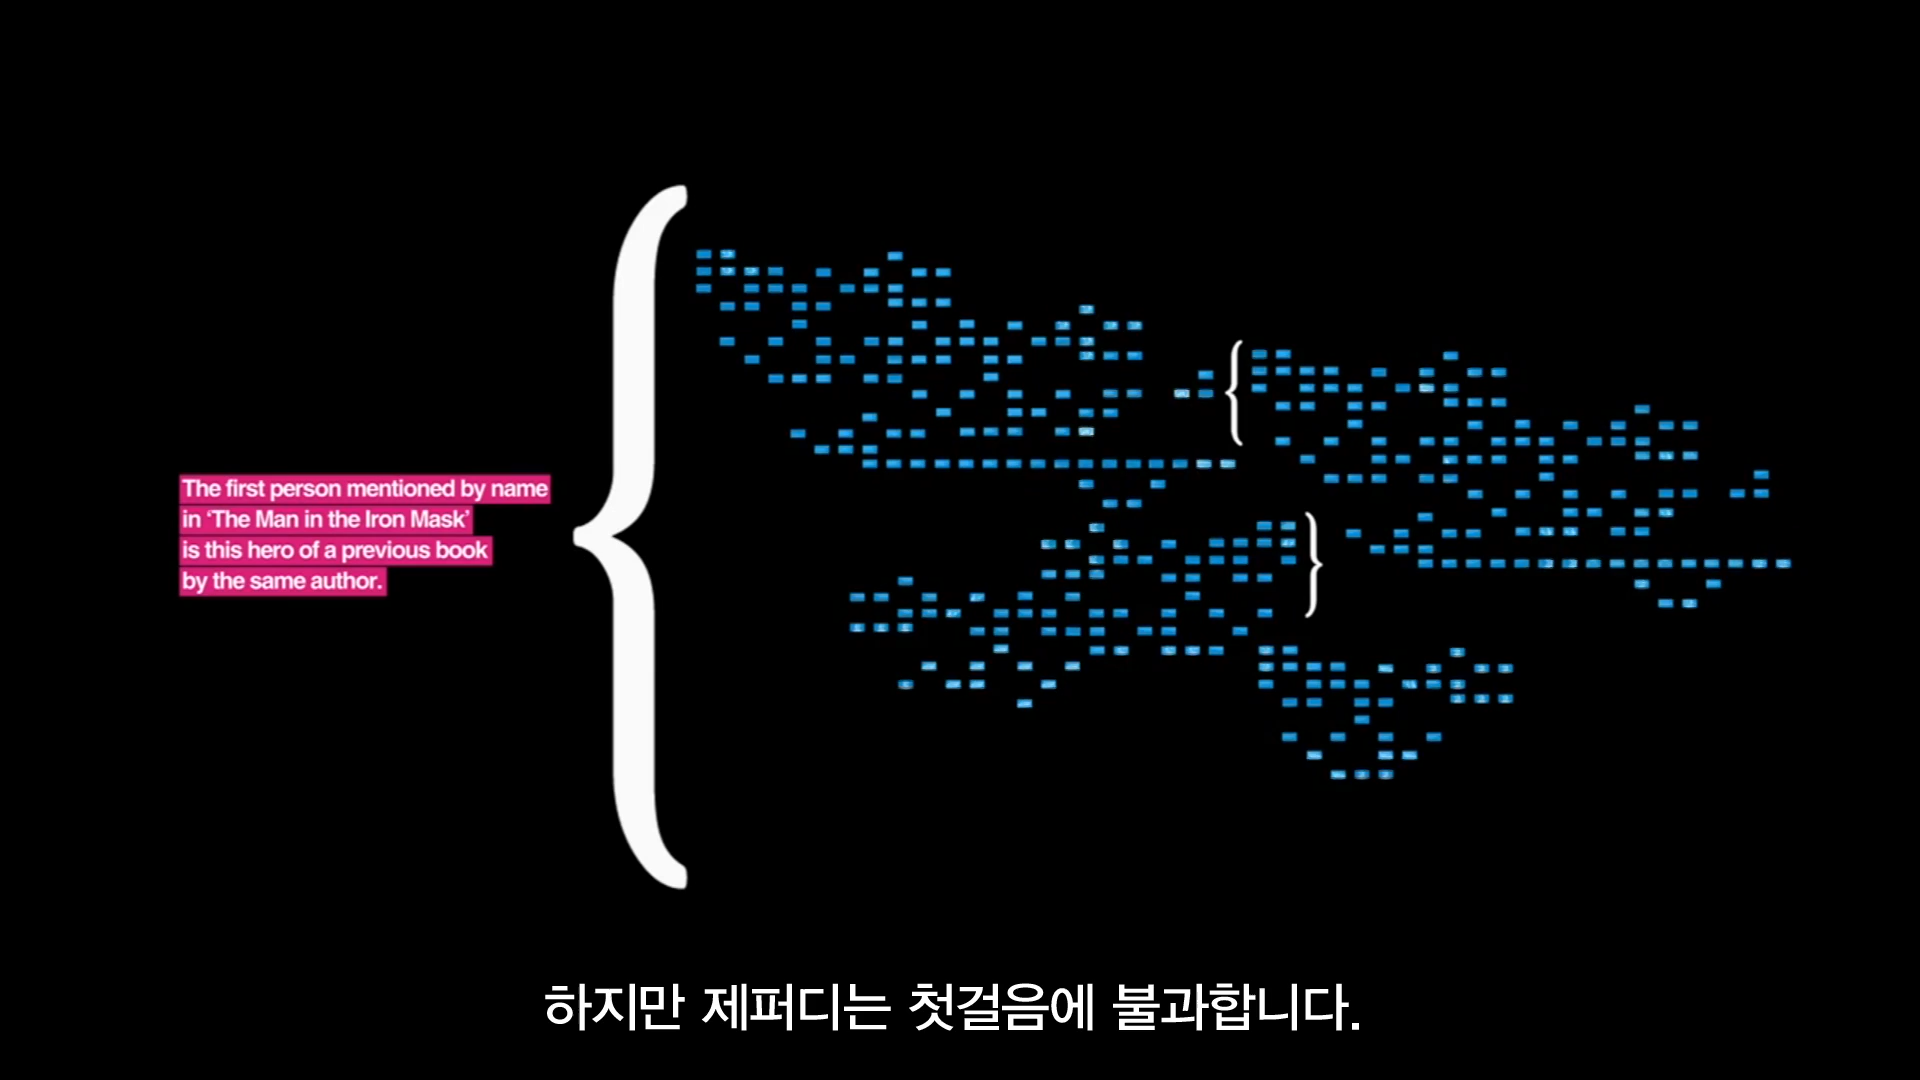 The first person mentioned by name
in ‘The Man in the Iron Mask’
is this hero of a previous book
by the same author.
하지만 제퍼디는 첫걸음에 불과합니다.